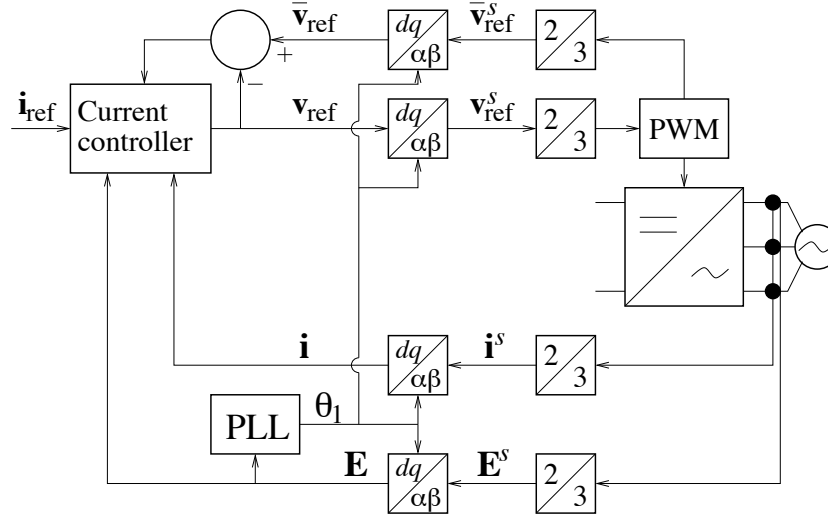 v̄ref dq αβ v̄ˢref 2 3
+
−
iref Current controller vref dq αβ vˢref 2 3 PWM
i dq αβ iˢ 2 3
PLL θ1
E dq αβ Eˢ 2 3